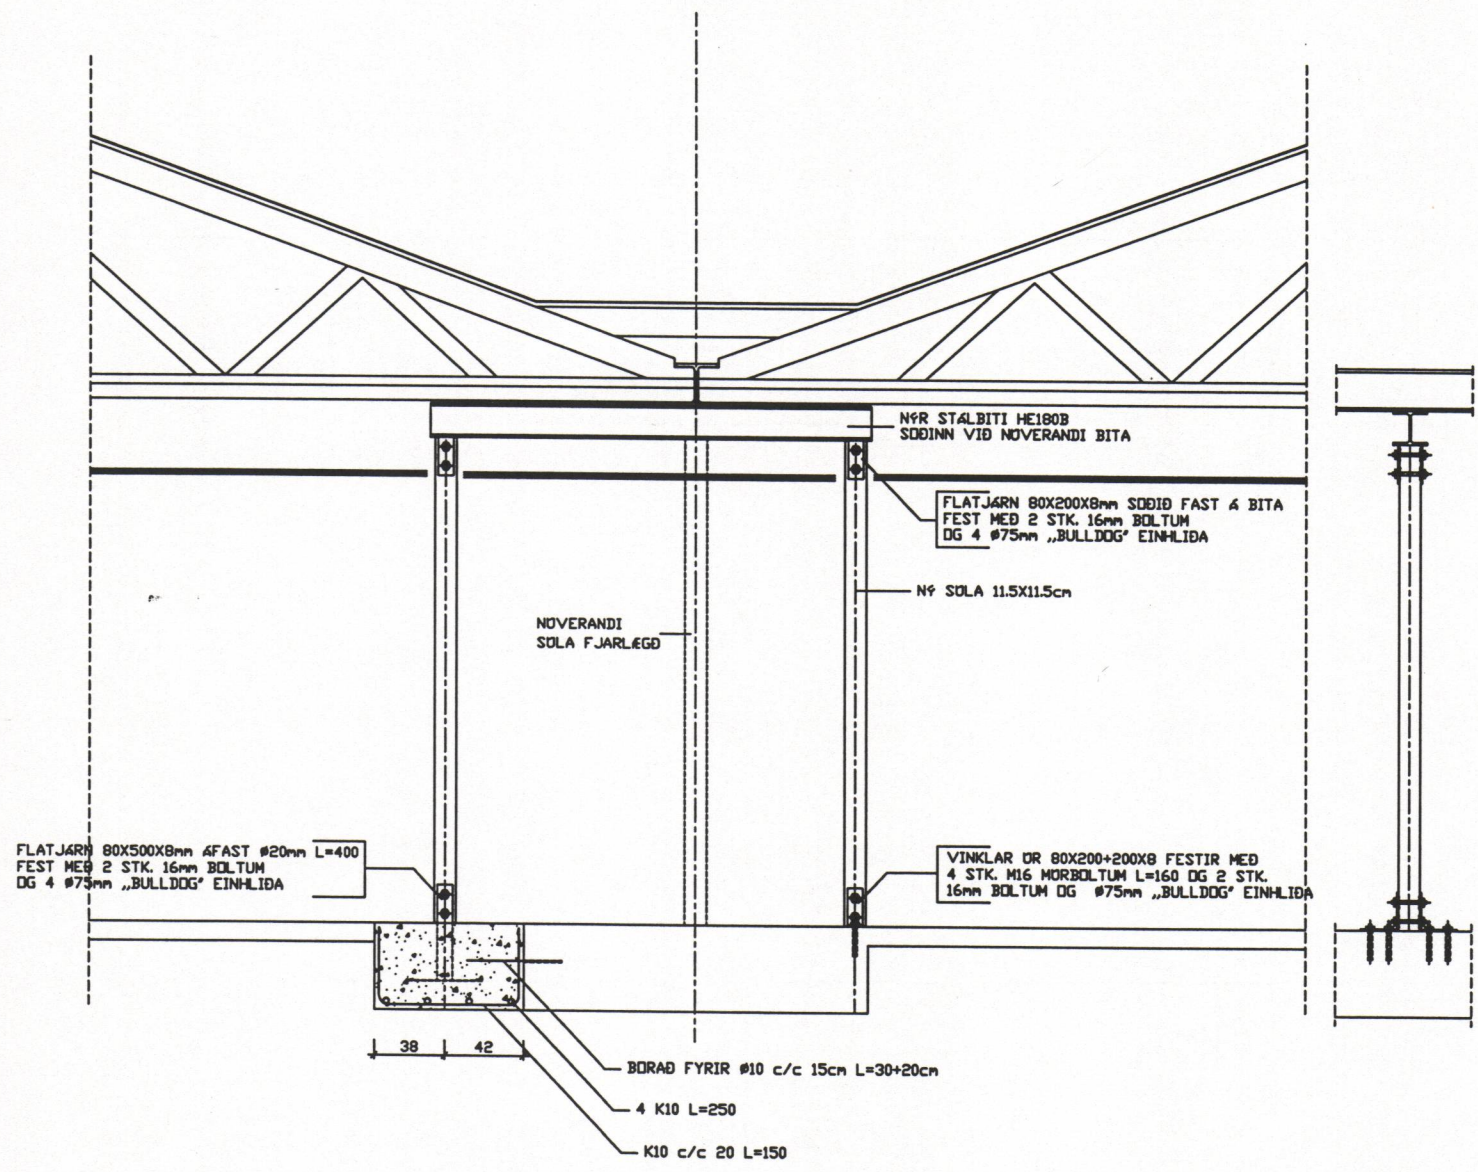 NÝR STÁLBITI HE180B
SOÐINN VIÐ NÚVERANDI BITA
FLATJÁRN 80X200X8mm SOÐIÐ FAST Á BITA
FEST MEÐ 2 STK. 16mm BOLTUM
OG 4 ø75mm „BULLDOG" EINHLIÐA
NÝ SÚLA 11.5X11.5cm
NÚVERANDI
SÚLA FJARLÆGÐ
FLATJÁRN 80X500X8mm ÁFAST ø20mm L=400
FEST MEÐ 2 STK. 16mm BOLTUM
OG 4 ø75mm „BULLDOG" EINHLIÐA
VINKLAR ÚR 80X200+200X8 FESTIR MEÐ
4 STK. M16 MÚRBOLTUM L=160 OG 2 STK.
16mm BOLTUM OG ø75mm „BULLDOG" EINHLIÐA
38 42
BORAÐ FYRIR ø10 c/c 15cm L=30+20cm
4 K10 L=250
K10 c/c 20 L=150